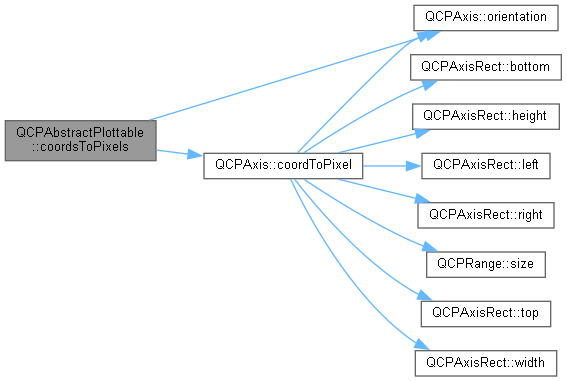 QCPAxis::orientation
QCPAxisRect::bottom
QCPAxisRect::height
QCPAbstractPlottable
::coordsToPixels
QCPAxis::coordToPixel
QCPAxisRect::left
QCPAxisRect::right
QCPRange::size
QCPAxisRect::top
QCPAxisRect::width